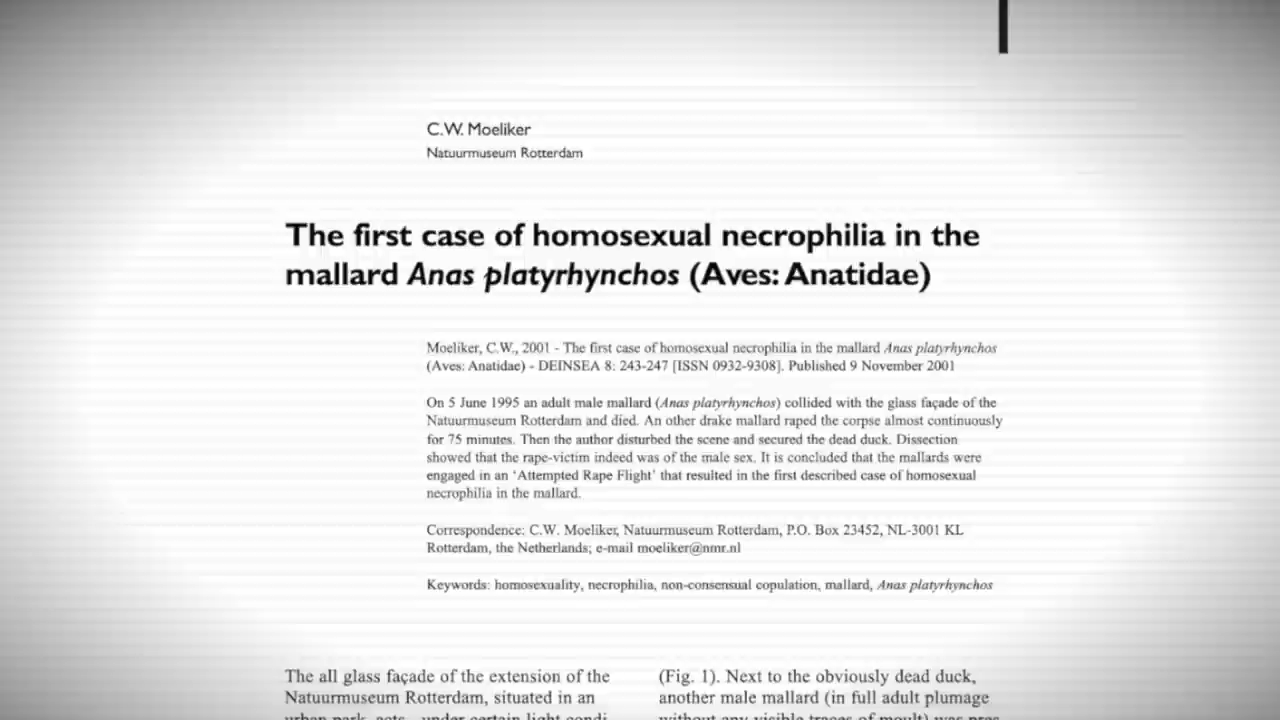 C.W. Moeliker
Natuurmuseum Rotterdam
The first case of homosexual necrophilia in the
mallard Anas platyrhynchos (Aves: Anatidae)
Moeliker, C.W., 2001 - The first case of homosexual necrophilia in the mallard Anas platyrhynchos
(Aves: Anatidae) - DEINSEA 8: 243-247 [ISSN 0932-9308]. Published 9 November 2001
On 5 June 1995 an adult male mallard (Anas platyrhynchos) collided with the glass façade of the
Natuurmuseum Rotterdam and died. An other drake mallard raped the corpse almost continuously
for 75 minutes. Then the author disturbed the scene and secured the dead duck. Dissection
showed that the rape-victim indeed was of the male sex. It is concluded that the mallards were
engaged in an ‘Attempted Rape Flight’ that resulted in the first described case of homosexual
necrophilia in the mallard.
Correspondence: C.W. Moeliker, Natuurmuseum Rotterdam, P.O. Box 23452, NL-3001 KL
Rotterdam, the Netherlands; e-mail moeliker@nmr.nl
Keywords: homosexuality, necrophilia, non-consensual copulation, mallard, Anas platyrhynchos
The all glass façade of the extension of the
Natuurmuseum Rotterdam, situated in an
urban park, acts - under certain light condi-
(Fig. 1). Next to the obviously dead duck,
another male mallard (in full adult plumage
without any visible traces of moult) was pres-